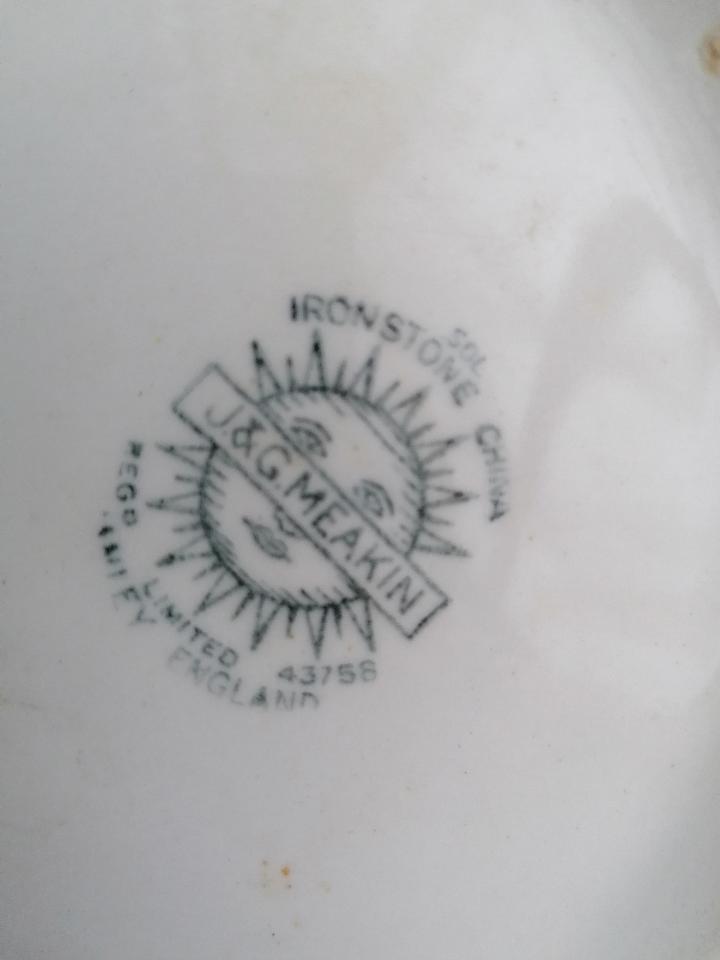 IRONSTONE CHINA
SOL
J.&G. MEAKIN
REGD
LIMITED
43758
HANLEY ENGLAND